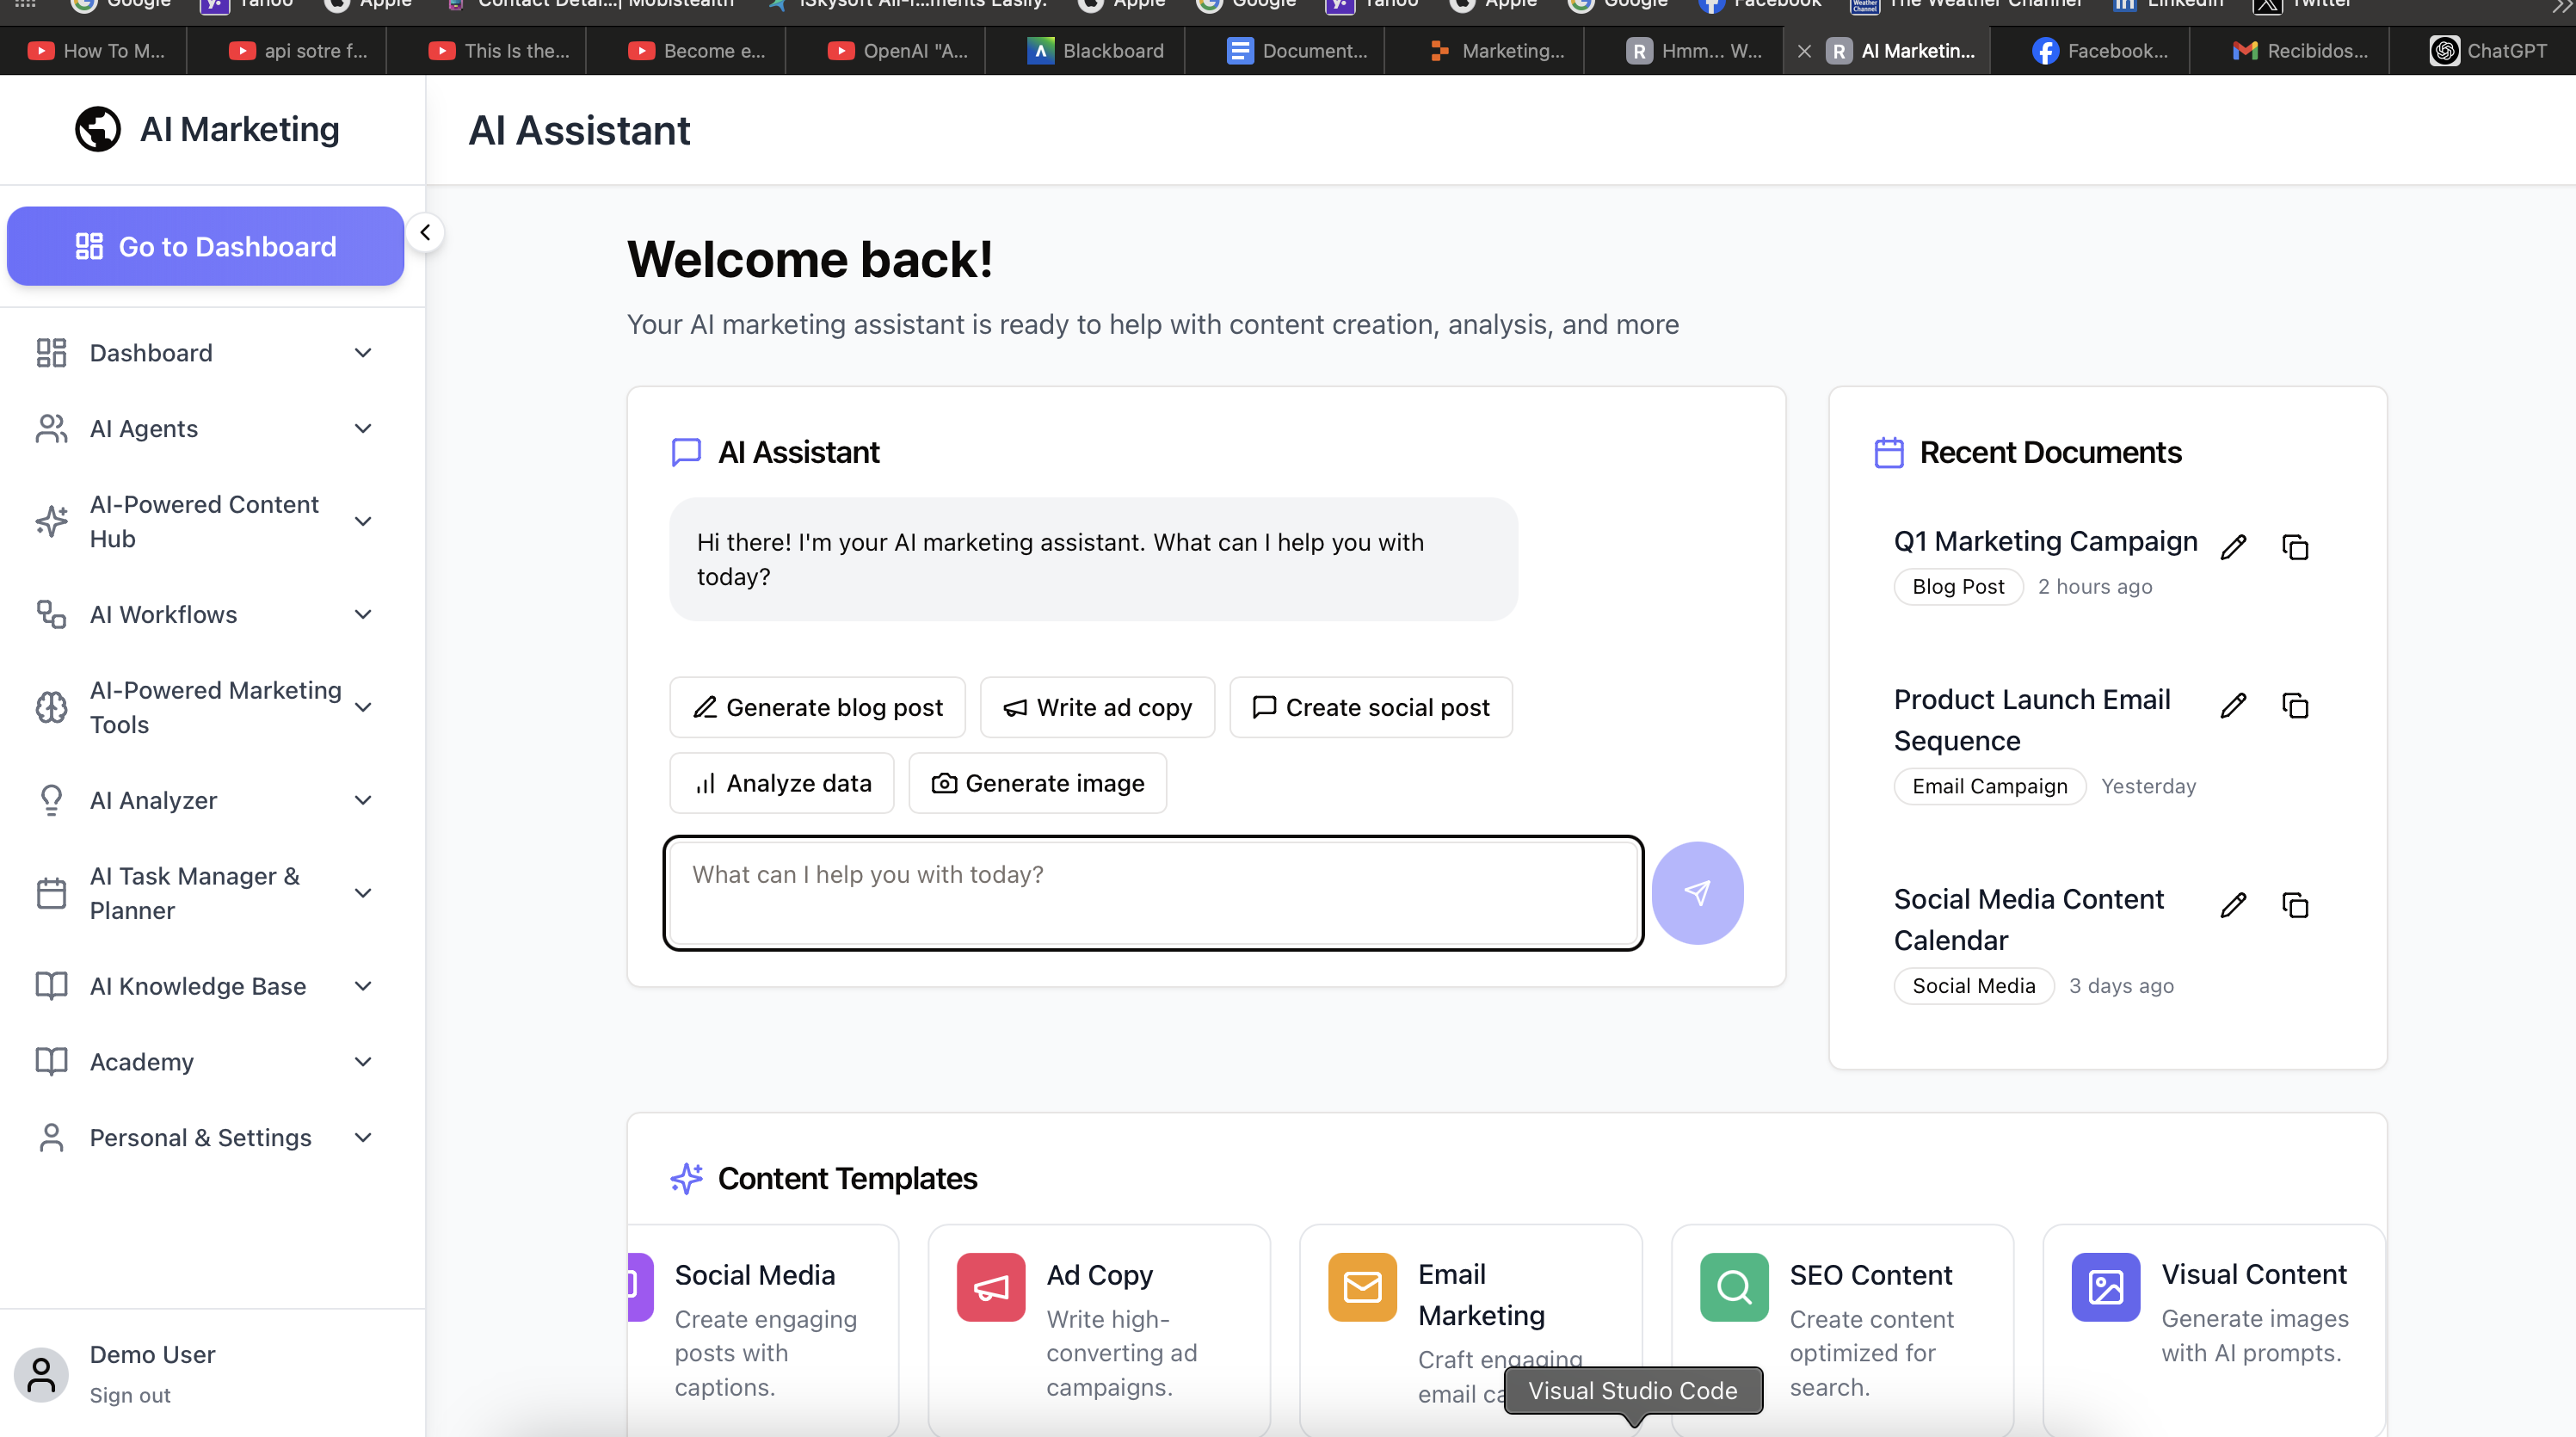 Google
Yahoo
Apple
Contact Detai...| Mobistealth
iSkysoft All-i...ments Easily.
Apple
Google
Yahoo
Apple
Google
Facebook
The Weather Channel
LinkedIn
Twitter
How To M...
api sotre f...
This Is the...
Become e...
OpenAI "A...
Blackboard
Document...
Marketing...
Hmm... W...
AI Marketin...
Facebook...
Recibidos...
ChatGPT
AI Marketing
AI Assistant
Go to Dashboard
Dashboard
AI Agents
AI-Powered Content
Hub
AI Workflows
AI-Powered Marketing
Tools
AI Analyzer
AI Task Manager &
Planner
AI Knowledge Base
Academy
Personal & Settings
Demo User
Sign out
Welcome back!
Your AI marketing assistant is ready to help with content creation, analysis, and more
AI Assistant
Hi there! I'm your AI marketing assistant. What can I help you with
today?
Generate blog post
Write ad copy
Create social post
Analyze data
Generate image
What can I help you with today?
Recent Documents
Q1 Marketing Campaign
Blog Post
2 hours ago
Product Launch Email
Sequence
Email Campaign
Yesterday
Social Media Content
Calendar
Social Media
3 days ago
Content Templates
Social Media
Create engaging
posts with
captions.
Ad Copy
Write high-
converting ad
campaigns.
Email
Marketing
Craft engaging
email ca
SEO Content
Create content
optimized for
search.
Visual Content
Generate images
with AI prompts.
Visual Studio Code